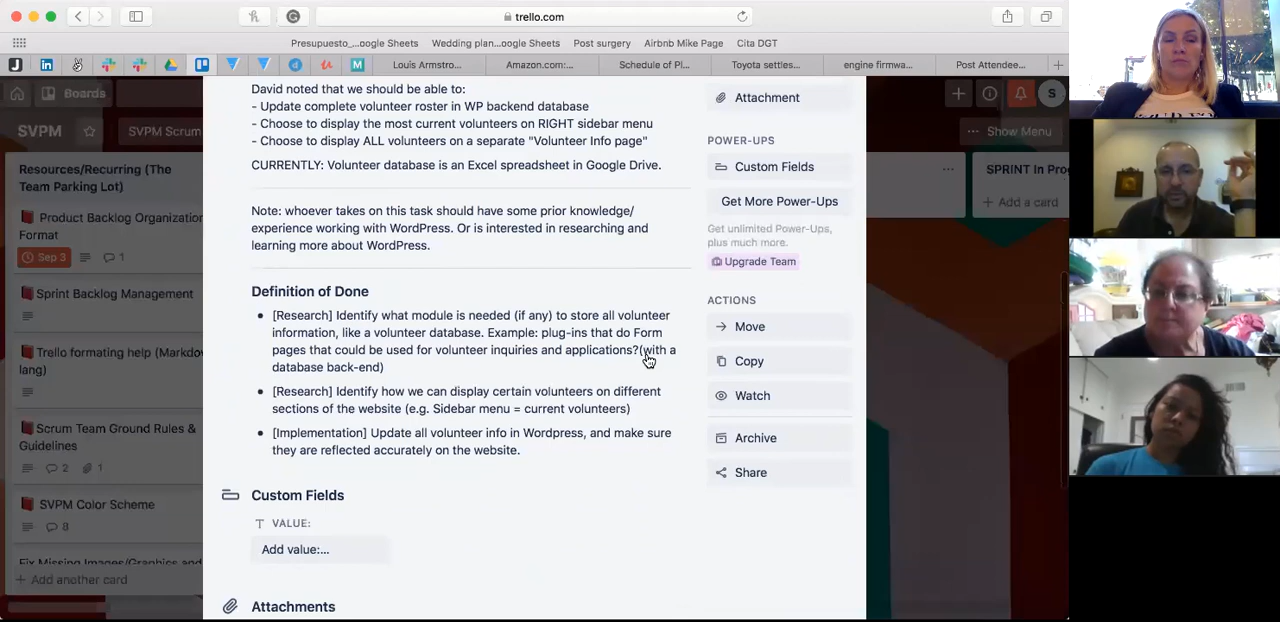 trello.com
Presupuesto_...oogle Sheets
Wedding plan...oogle Sheets
Post surgery
Airbnb Mike Page
Cita DGT
Louis Armstro...
Amazon.com:...
Schedule of Pi...
Toyota settles...
engine firmwa...
Post Attendee...
Boards
S
SVPM
SVPM Scrum
Show Menu
Resources/Recurring (The
Team Parking Lot)
Product Backlog Organizatio
Format
Sep 3
1
Sprint Backlog Management
Trello formating help (Markdow
lang)
Scrum Team Ground Rules &
Guidelines
2
1
SVPM Color Scheme
8
Fix Missing Images/Graphics and
+ Add another card
David noted that we should be able to:
- Update complete volunteer roster in WP backend database
- Choose to display the most current volunteers on RIGHT sidebar menu
- Choose to display ALL volunteers on a separate "Volunteer Info page"
CURRENTLY: Volunteer database is an Excel spreadsheet in Google Drive.
Note: whoever takes on this task should have some prior knowledge/
experience working with WordPress. Or is interested in researching and
learning more about WordPress.
Definition of Done
• [Research] Identify what module is needed (if any) to store all volunteer
information, like a volunteer database. Example: plug-ins that do Form
pages that could be used for volunteer inquiries and applications?(with a
database back-end)
• [Research] Identify how we can display certain volunteers on different
sections of the website (e.g. Sidebar menu = current volunteers)
• [Implementation] Update all volunteer info in Wordpress, and make sure
they are reflected accurately on the website.
Custom Fields
VALUE:
Add value:...
Attachments
Attachment
POWER-UPS
Custom Fields
Get More Power-Ups
Get unlimited Power-Ups,
plus much more.
Upgrade Team
ACTIONS
Move
Copy
Watch
Archive
Share
SPRINT In Prog
+ Add a card